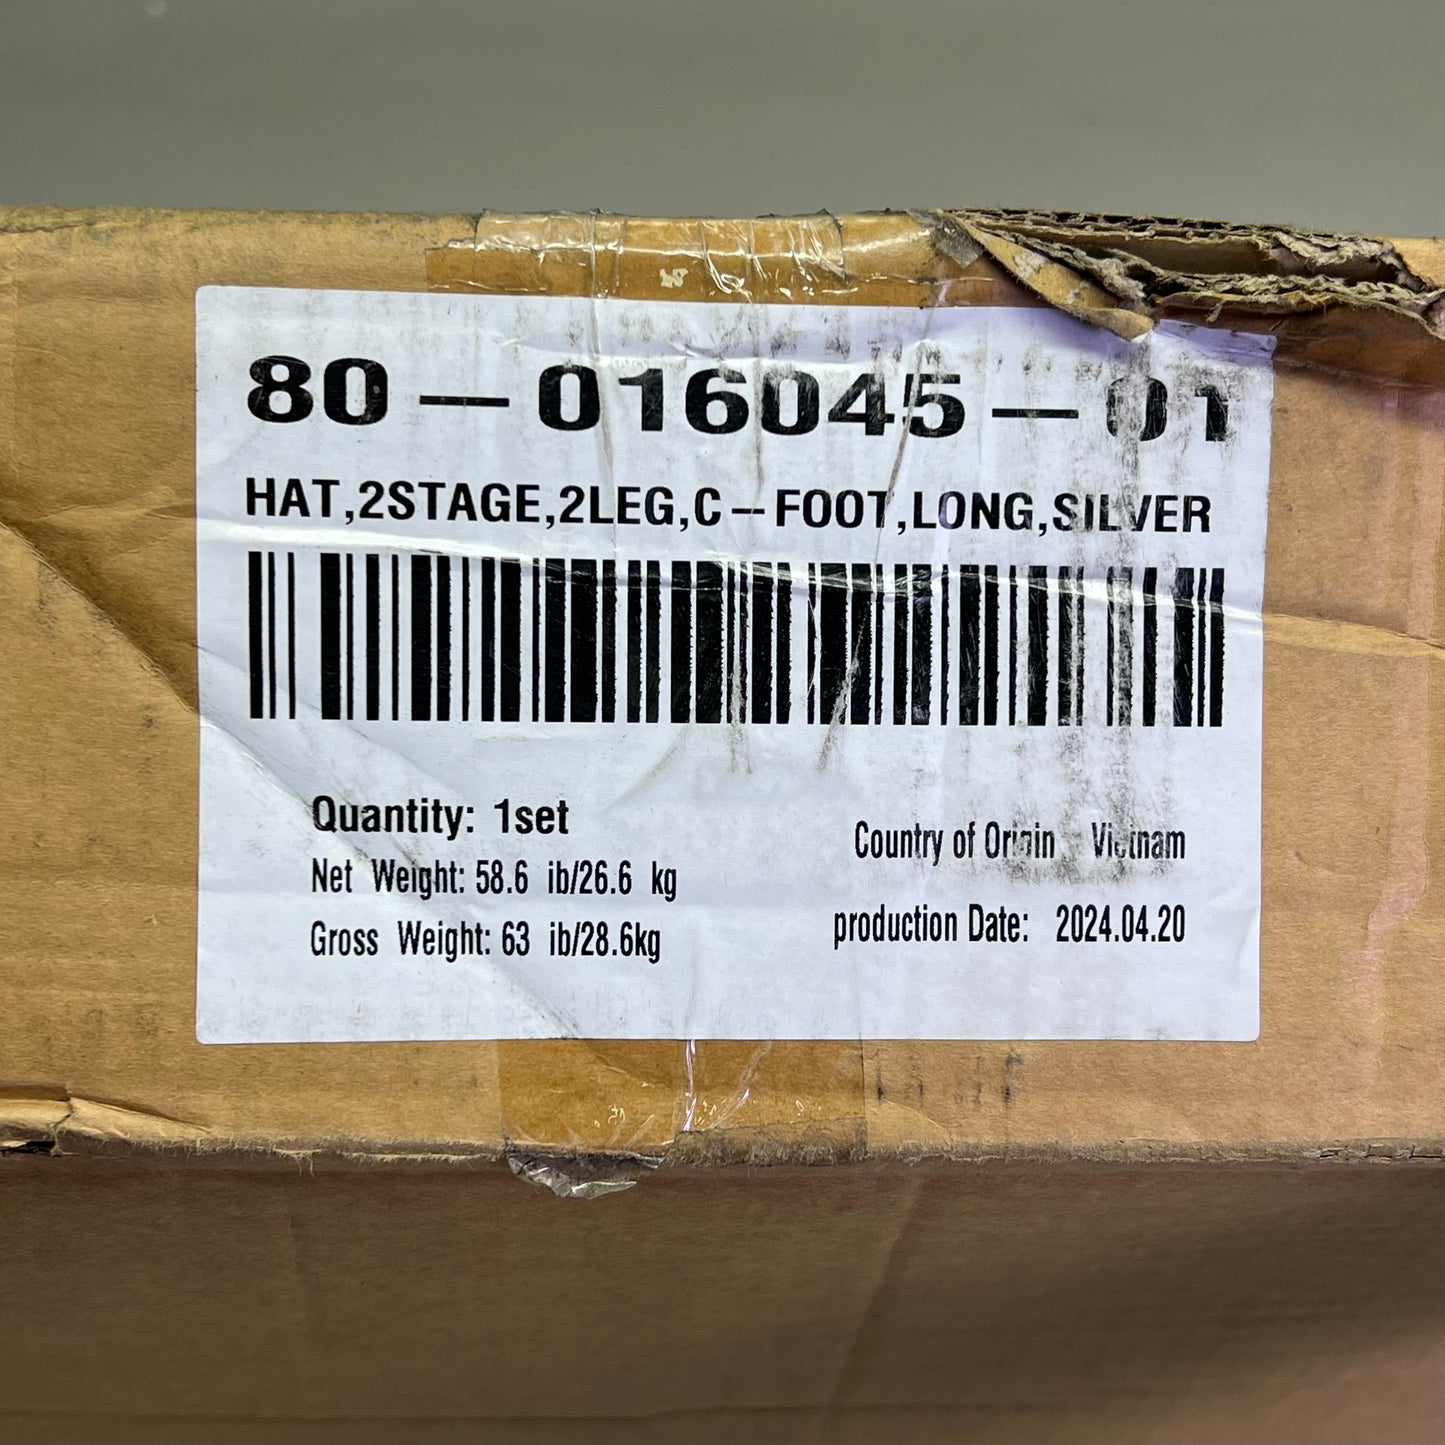 80-016045-01
HAT,2STAGE,2LEG,C-FOOT,LONG,SILVER
Quantity: 1set
Net Weight: 58.6 ib/26.6 kg
Gross Weight: 63 ib/28.6kg
Country of Origin : Vietnam
production Date: 2024.04.20